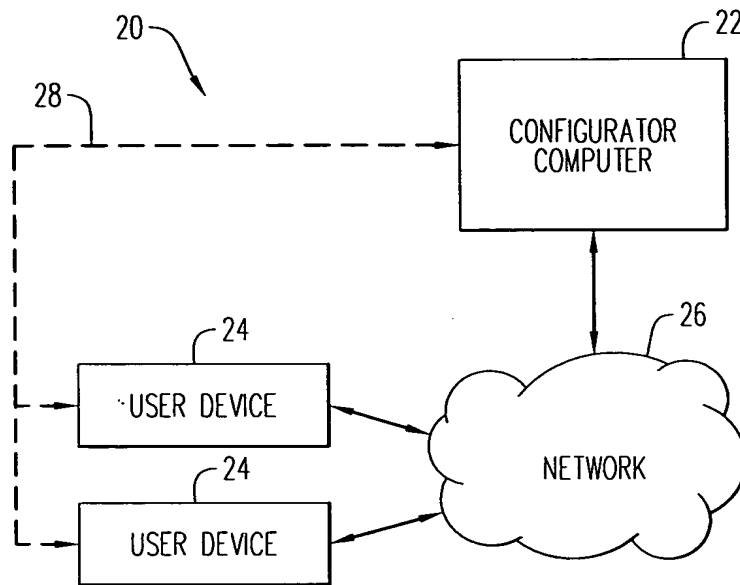 20
22
28
CONFIGURATOR
COMPUTER
24
26
USER DEVICE
NETWORK
24
USER DEVICE